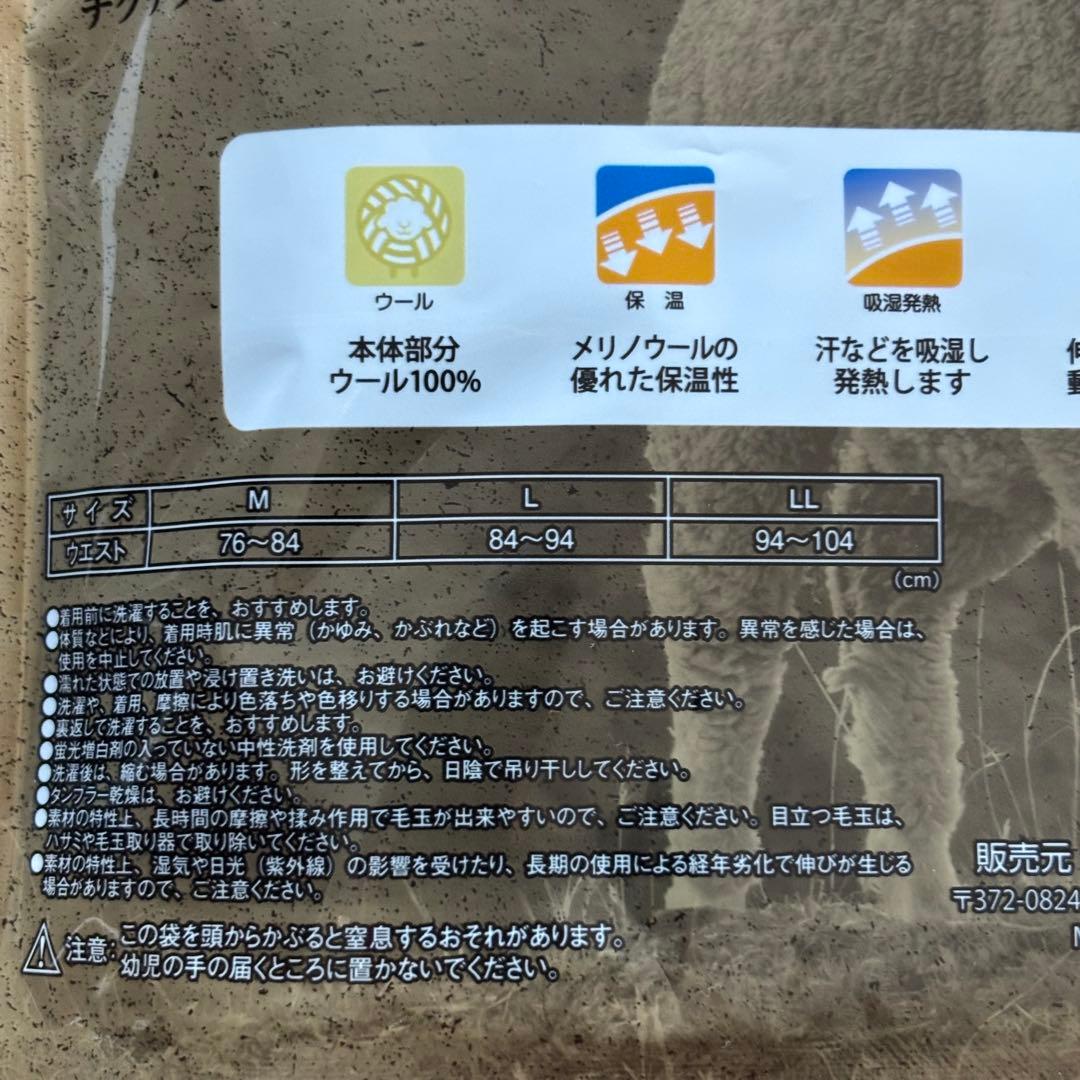 ウール
保 温
吸湿発熱
本体部分
ウール100%
メリノウールの
優れた保温性
汗などを吸湿し
発熱します
サイズ M L LL
ウエスト 76〜84 84〜94 94〜104
(cm)
●着用前に洗濯することを、おすすめします。
●体質などにより、着用時肌に異常（かゆみ、かぶれなど）を起こす場合があります。異常を感じた場合は、
使用を中止してください。
●濡れた状態での放置や浸け置き洗いは、お避けください。
●洗濯や、着用、摩擦により色落ちや色移りする場合がありますので、ご注意ください。
●裏返して洗濯することを、おすすめします。
●蛍光増白剤の入っていない中性洗剤を使用してください。
●洗濯後は、縮む場合があります。形を整えてから、日陰で吊り干ししてください。
●タンブラー乾燥は、お避けください。
●素材の特性上、長時間の摩擦や揉み作用で毛玉が出来やすいので、ご注意ください。目立つ毛玉は、
ハサミや毛玉取り器で取り除いてください。
●素材の特性上、湿気や日光（紫外線）の影響を受けたり、長期の使用による経年劣化で伸びが生じる
場合がありますので、ご注意ください。
販売元
〒372-0824
注意:この袋を頭からかぶると窒息するおそれがあります。
幼児の手の届くところに置かないでください。